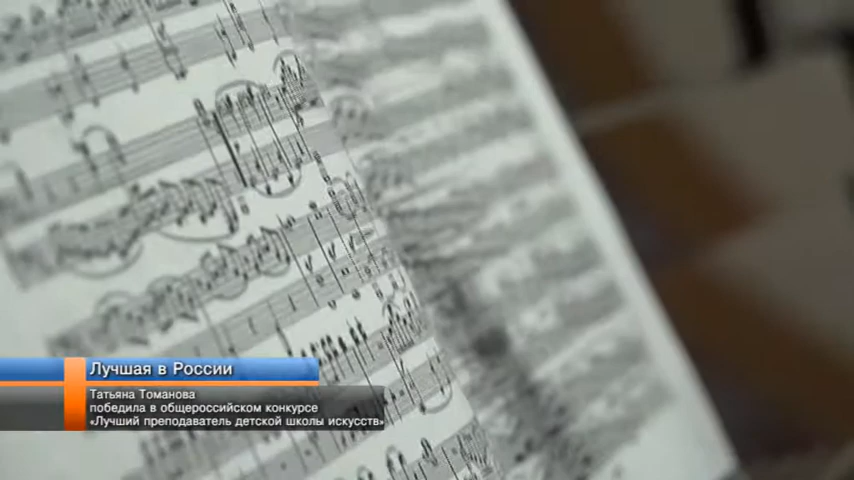 Лучшая в России
Татьяна Томанова
победила в общероссийском конкурсе
«Лучший преподаватель детской школы искусств»